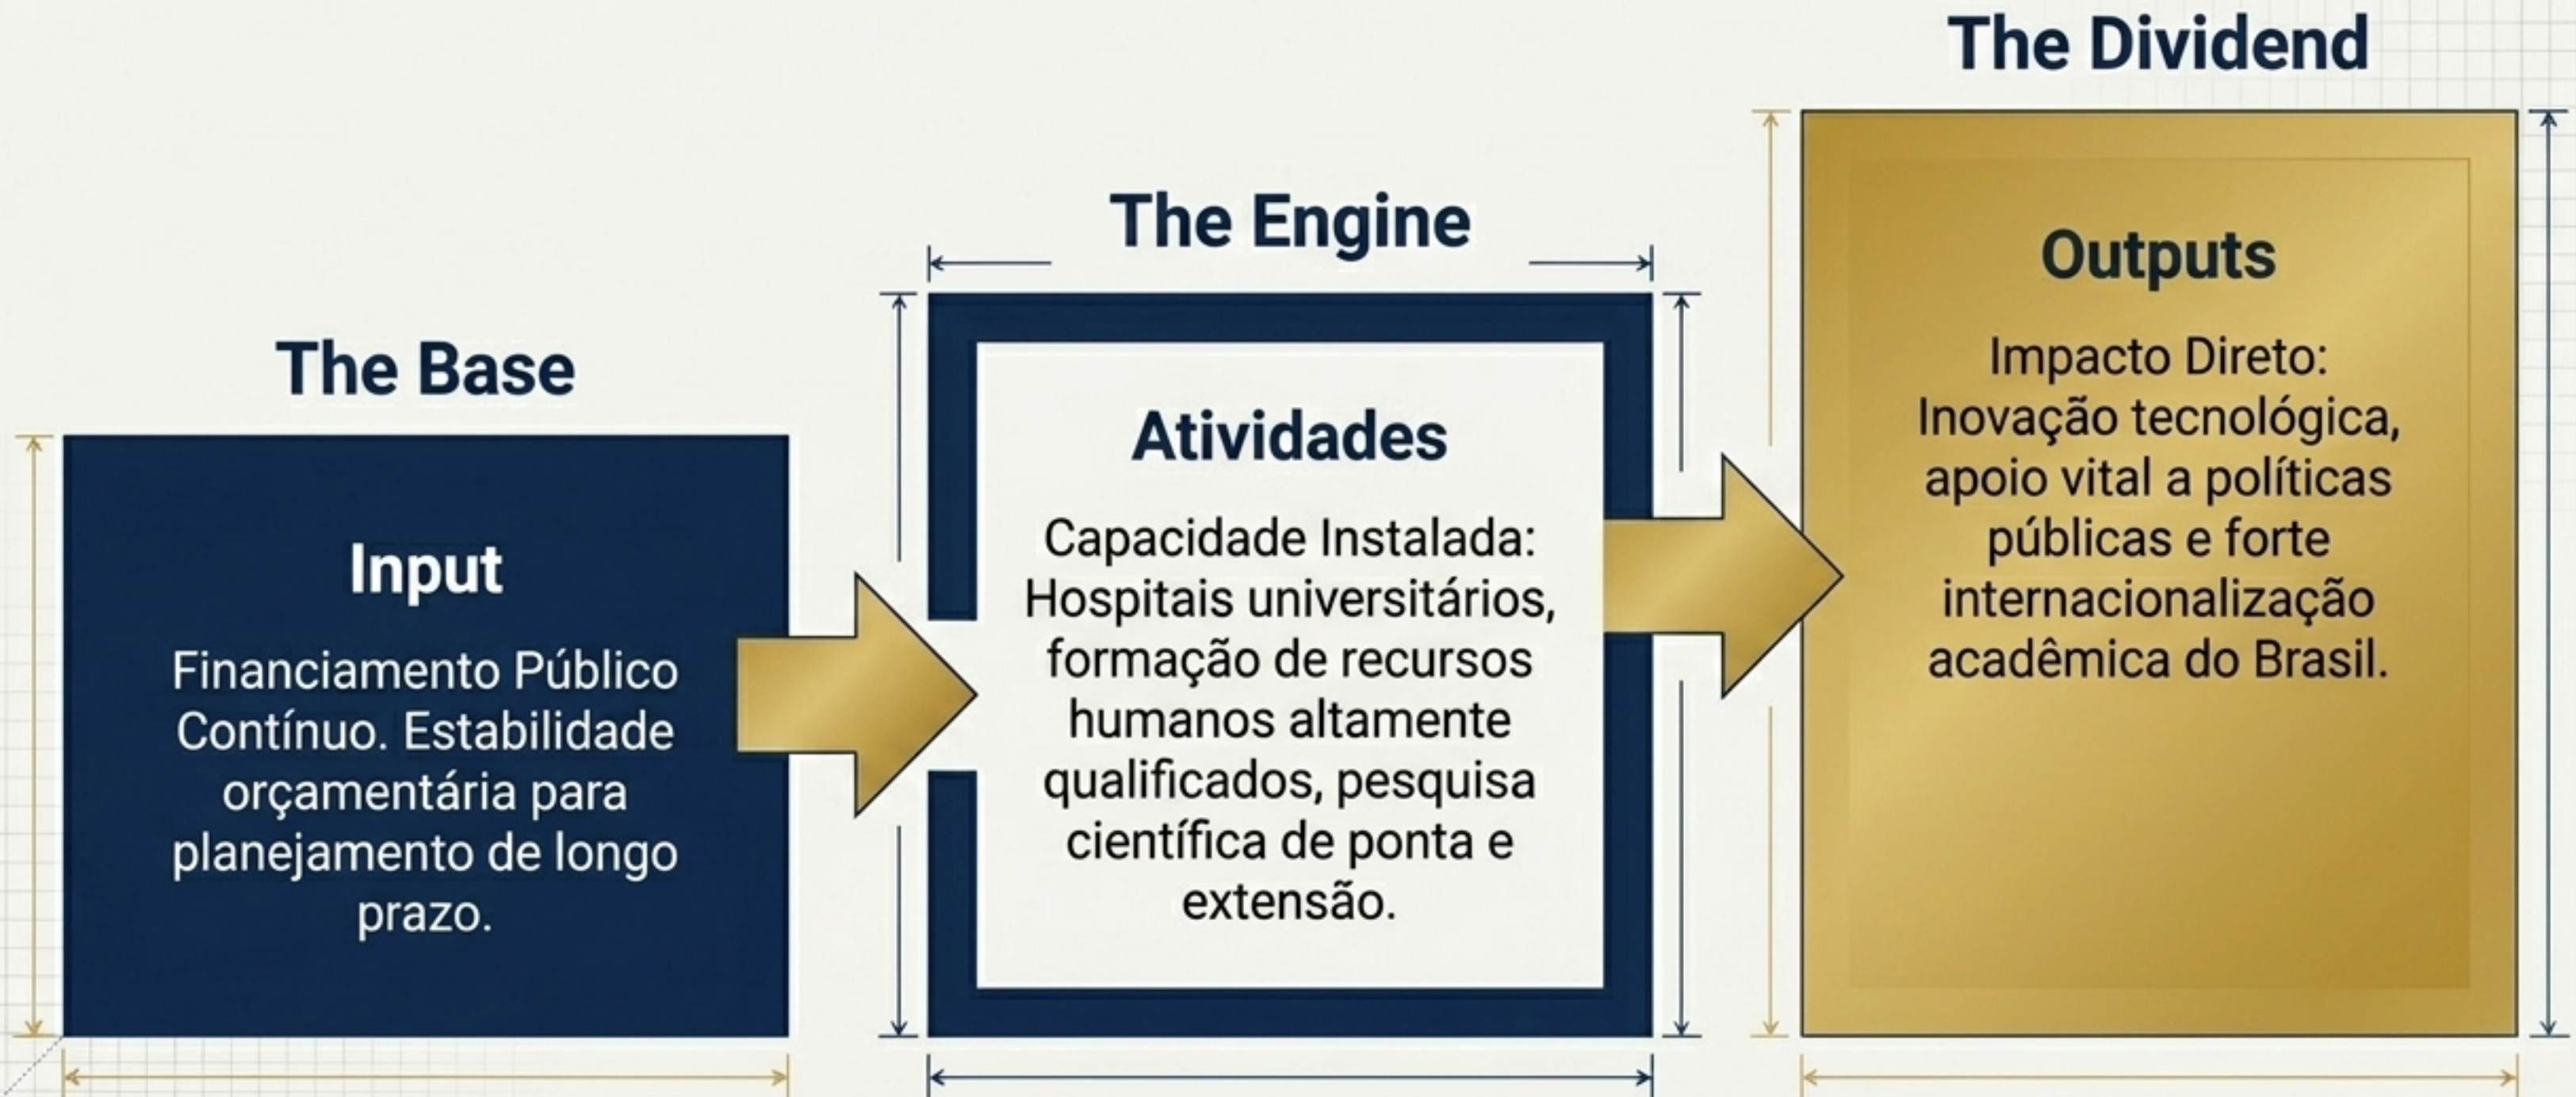 The Base
Input
Financiamento Público
Contínuo. Estabilidade
orçamentária para
planejamento de longo
prazo.
The Engine
Atividades
Capacidade Instalada:
Hospitais universitários,
formação de recursos
humanos altamente
qualificados, pesquisa
científica de ponta e
extensão.
The Dividend
Outputs
Impacto Direto:
Inovação tecnológica,
apoio vital a políticas
públicas e forte
internacionalização
acadêmica do Brasil.